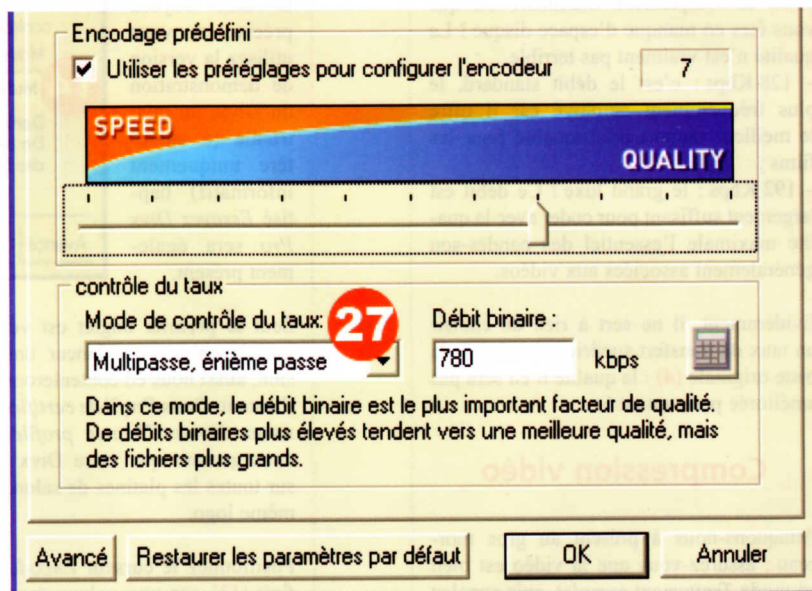 Encodage prédéfini
Utiliser les préréglages pour configurer l'encodeur 7
SPEED
QUALITY
contrôle du taux
Mode de contrôle du taux: 27 Débit binaire :
Multipasse, énième passe 780 kbps
Dans ce mode, le débit binaire est le plus important facteur de qualité.
De débits binaires plus élevés tendent vers une meilleure qualité, mais
des fichiers plus grands.
Avancé Restaurer les paramètres par défaut OK Annuler